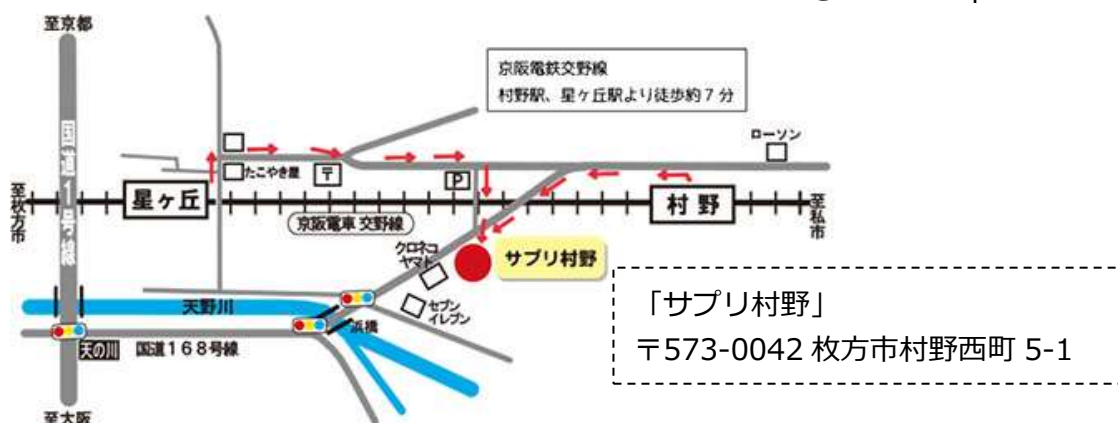 至京都
京阪電鉄交野線
村野駅、星ヶ丘駅より徒歩約7分
国道1号線
ローソン
たこやき屋
〒
P
至枚方市
星ヶ丘
村野
至私市
京阪電車 交野線
クロネコ
ヤマト
サプリ村野
天野川
セブン
イレブン
浜橋
天の川
国道168号線
至大阪
「サプリ村野」
〒573-0042 枚方市村野西町 5-1